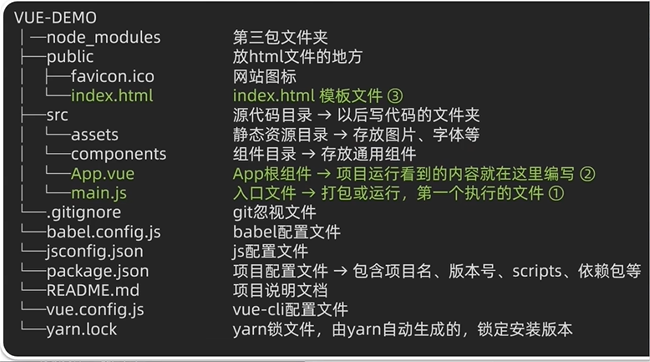 VUE-DEMO
│─node_modules 第三包文件夹
├─public 放html文件的地方
│ ├─favicon.ico 网站图标
│ └─index.html index.html 模板文件 ③
├─src 源代码目录 → 以后写代码的文件夹
│ └─assets 静态资源目录 → 存放图片、字体等
│ └─components 组件目录 → 存放通用组件
│ └─App.vue App根组件 → 项目运行看到的内容就在这里编写 ②
│ └─main.js 入口文件 → 打包或运行，第一个执行的文件 ①
└─.gitignore git忽视文件
└─babel.config.js babel配置文件
└─jsconfig.json js配置文件
└─package.json 项目配置文件 → 包含项目名、版本号、scripts、依赖包等
└─README.md 项目说明文档
└─vue.config.js vue-cli配置文件
└─yarn.lock yarn锁文件，由yarn自动生成的，锁定安装版本